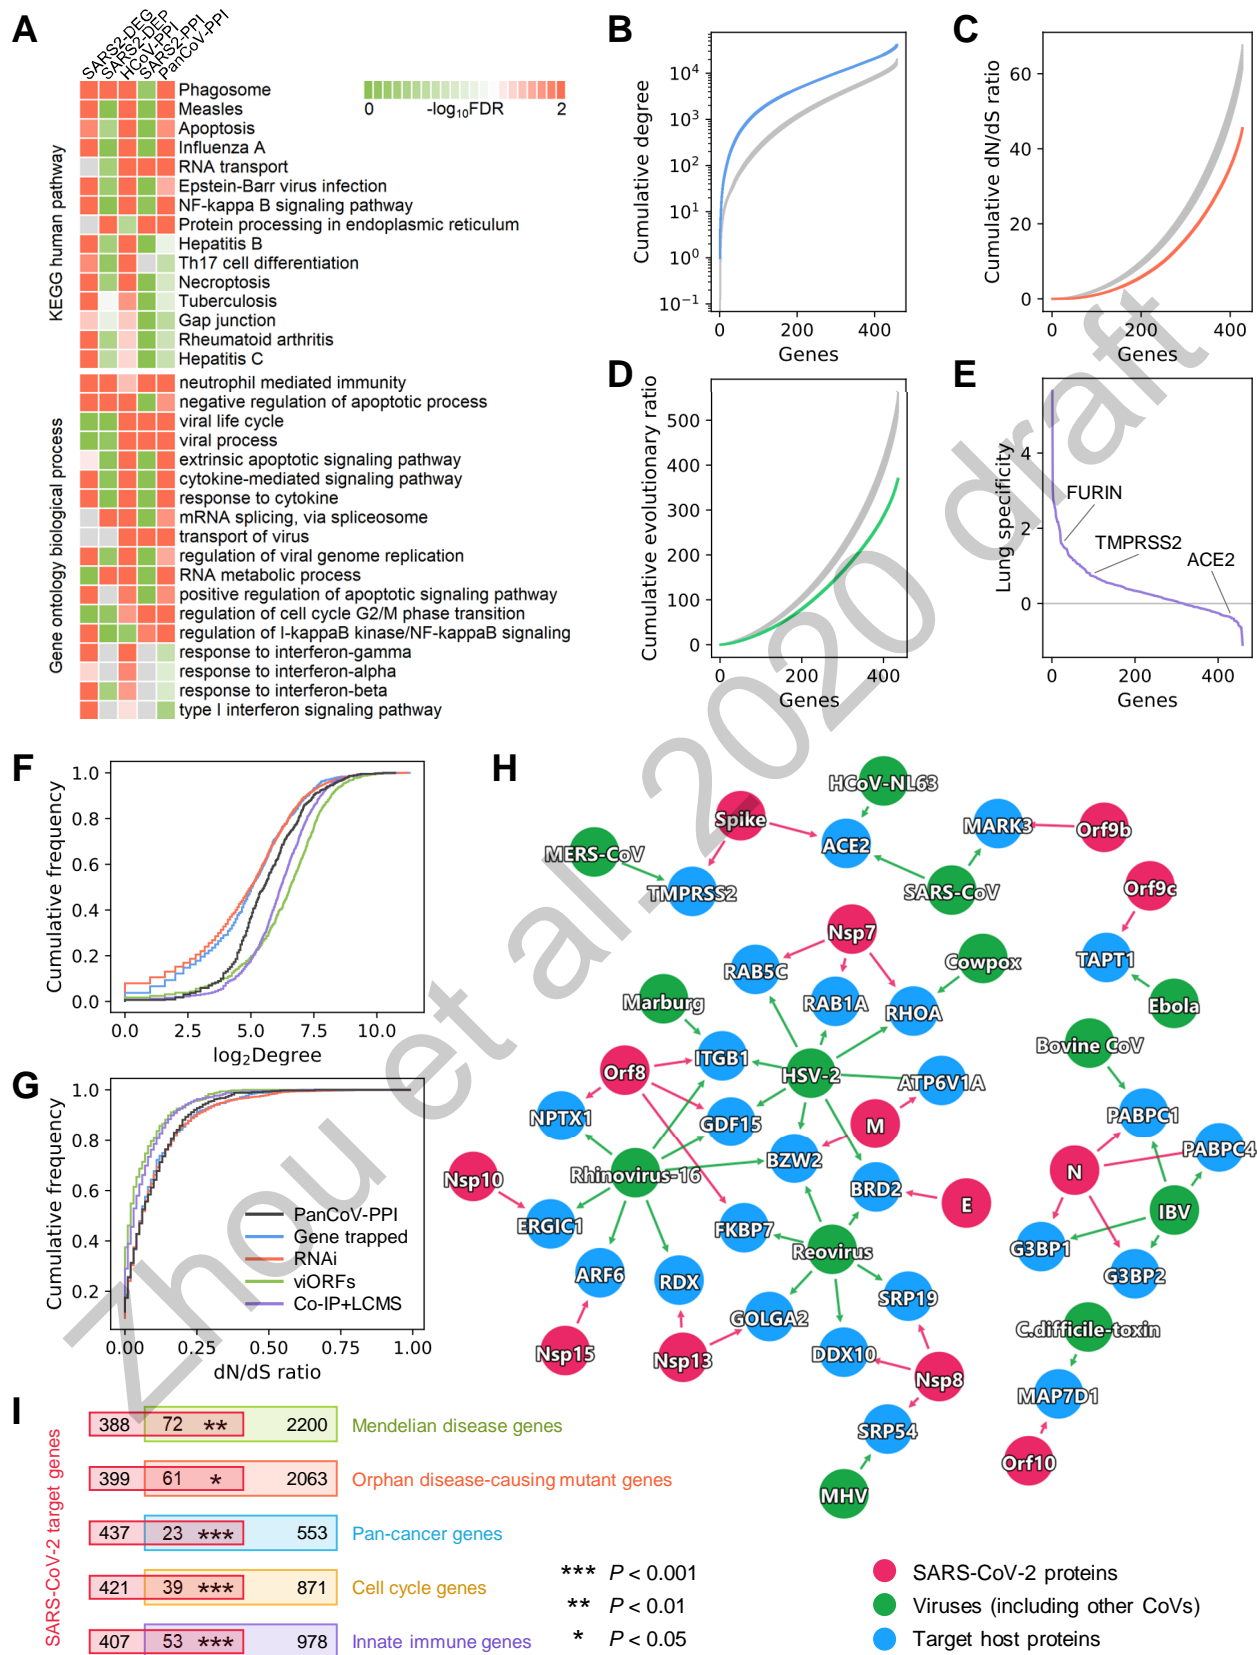 A
SARS2-DEG
SARS2-DEP
HCoV-PPI
SARS2-PPI
PanCoV-PPI
KEGG human pathway
Phagosome
Measles
Apoptosis
Influenza A
RNA transport
Epstein-Barr virus infection
NF-kappa B signaling pathway
Protein processing in endoplasmic reticulum
Hepatitis B
Th17 cell differentiation
Necroptosis
Tuberculosis
Gap junction
Rheumatoid arthritis
Hepatitis C
0 -log10FDR 2
Gene ontology biological process
neutrophil mediated immunity
negative regulation of apoptotic process
viral life cycle
viral process
extrinsic apoptotic signaling pathway
cytokine-mediated signaling pathway
response to cytokine
mRNA splicing, via spliceosome
transport of virus
regulation of viral genome replication
RNA metabolic process
positive regulation of apoptotic signaling pathway
regulation of cell cycle G2/M phase transition
regulation of I-kappaB kinase/NF-kappaB signaling
response to interferon-gamma
response to interferon-alpha
response to interferon-beta
type I interferon signaling pathway
B
Cumulative degree
10⁴
10³
10²
10¹
10⁰
10⁻¹
0 200 400
Genes
C
Cumulative dN/dS ratio
60
40
20
0
0 200 400
Genes
D
Cumulative evolutionary ratio
500
400
300
200
100
0
0 200 400
Genes
E
Lung specificity
4
2
0
FURIN
TMPRSS2
ACE2
0 200 400
Genes
F
Cumulative frequency
1.0
0.8
0.6
0.4
0.2
0.0
0.0 2.5 5.0 7.5 10.0
log2Degree
G
Cumulative frequency
1.0
0.8
0.6
0.4
0.2
PanCoV-PPI
Gene trapped
RNAi
viORFs
Co-IP+LCMS
0.00 0.25 0.50 0.75 1.00
dN/dS ratio
H
HCoV-NL63
Spike
ACE2
MARK3
Orf9b
MERS-CoV
TMPRSS2
SARS-CoV
Orf9c
Nsp7
RAB5C
Cowpox
TAPT1
Marburg
RAB1A
RHOA
Ebola
Bovine CoV
ITGB1
Orf8
HSV-2
ATP6V1A
NPTX1
GDF15
M
PABPC1
BZW2
PABPC4
Nsp10
Rhinovirus-16
N
BRD2
E
IBV
ERGIC1
FKBP7
Reovirus
G3BP1
ARF6
RDX
G3BP2
SRP19
GOLGA2
C.difficile-toxin
Nsp15
Nsp13
DDX10
Nsp8
MAP7D1
SRP54
Orf10
MHV
I
SARS-CoV-2 target genes
388 72 ** 2200 Mendelian disease genes
399 61 * 2063 Orphan disease-causing mutant genes
437 23 *** 553 Pan-cancer genes
421 39 *** 871 Cell cycle genes
407 53 *** 978 Innate immune genes
*** P < 0.001
** P < 0.01
* P < 0.05
SARS-CoV-2 proteins
Viruses (including other CoVs)
Target host proteins
Zhou et al. 2020 draft